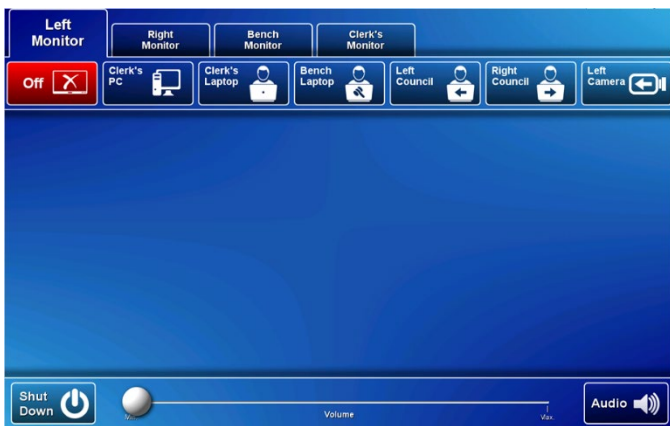 Left
Monitor
Right
Monitor
Bench
Monitor
Clerk's
Monitor
Off
Clerk's
PC
Clerk's
Laptop
Bench
Laptop
Left
Council
Right
Council
Left
Camera
Shut
Down
Volume
Max.
Audio